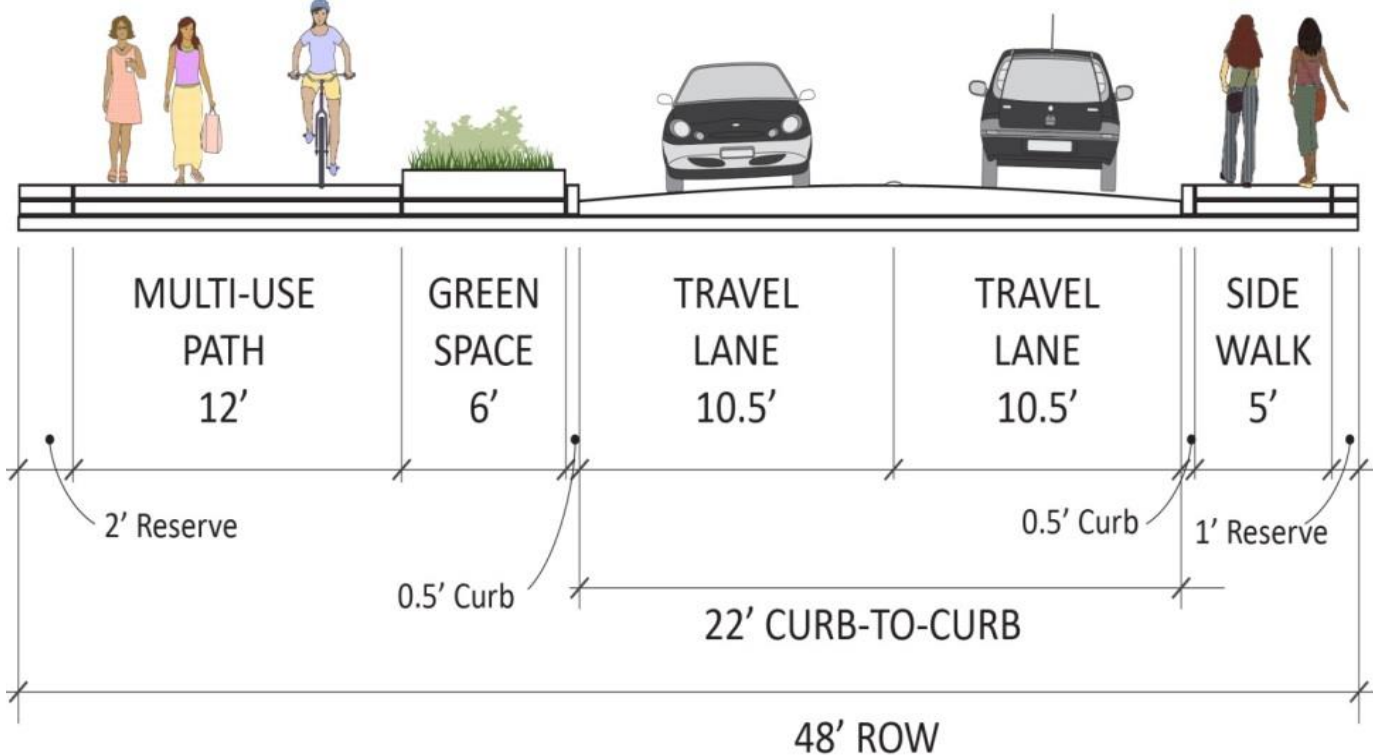 MULTI-USE
PATH
12’
GREEN
SPACE
6’
TRAVEL
LANE
10.5’
TRAVEL
LANE
10.5’
SIDE
WALK
5’
2’ Reserve
0.5’ Curb
0.5’ Curb
1’ Reserve
22’ CURB-TO-CURB
48’ ROW